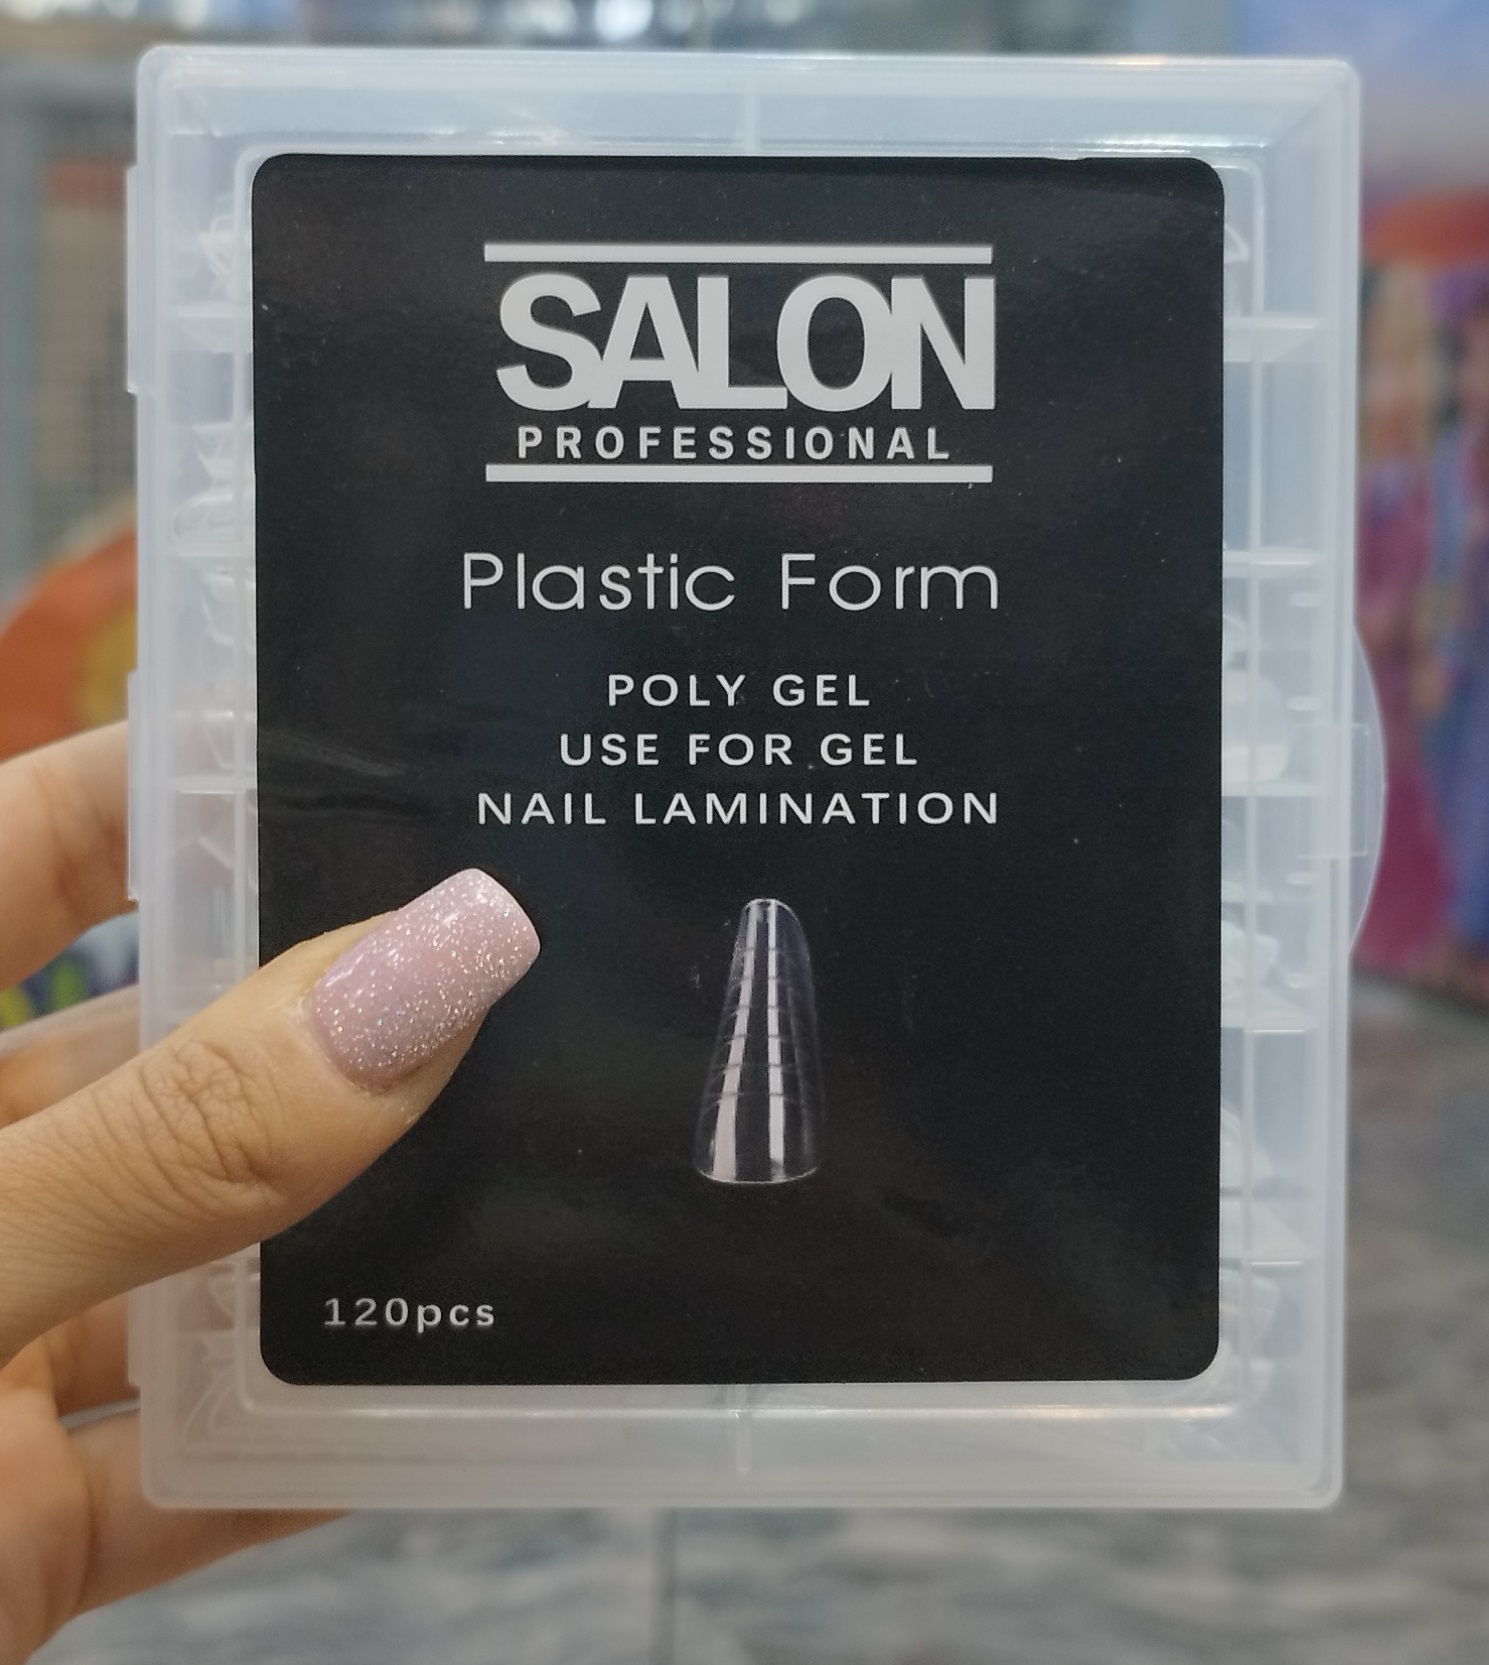 SALON
PROFESSIONAL
Plastic Form
POLY GEL
USE FOR GEL
NAIL LAMINATION
120pcs